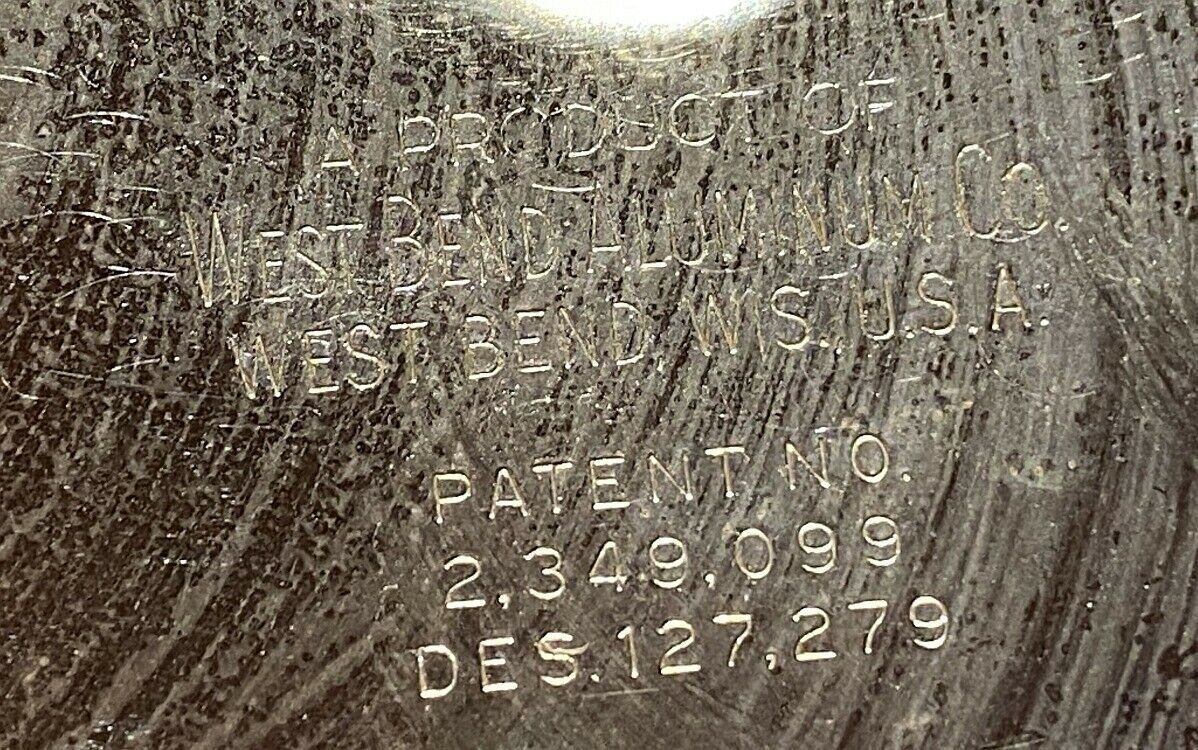 A PRODUCT OF
WEST BEND ALUMINUM CO.
WEST BEND, WIS., U.S.A.
PATENT NO.
2,349,099
DES. 127,279